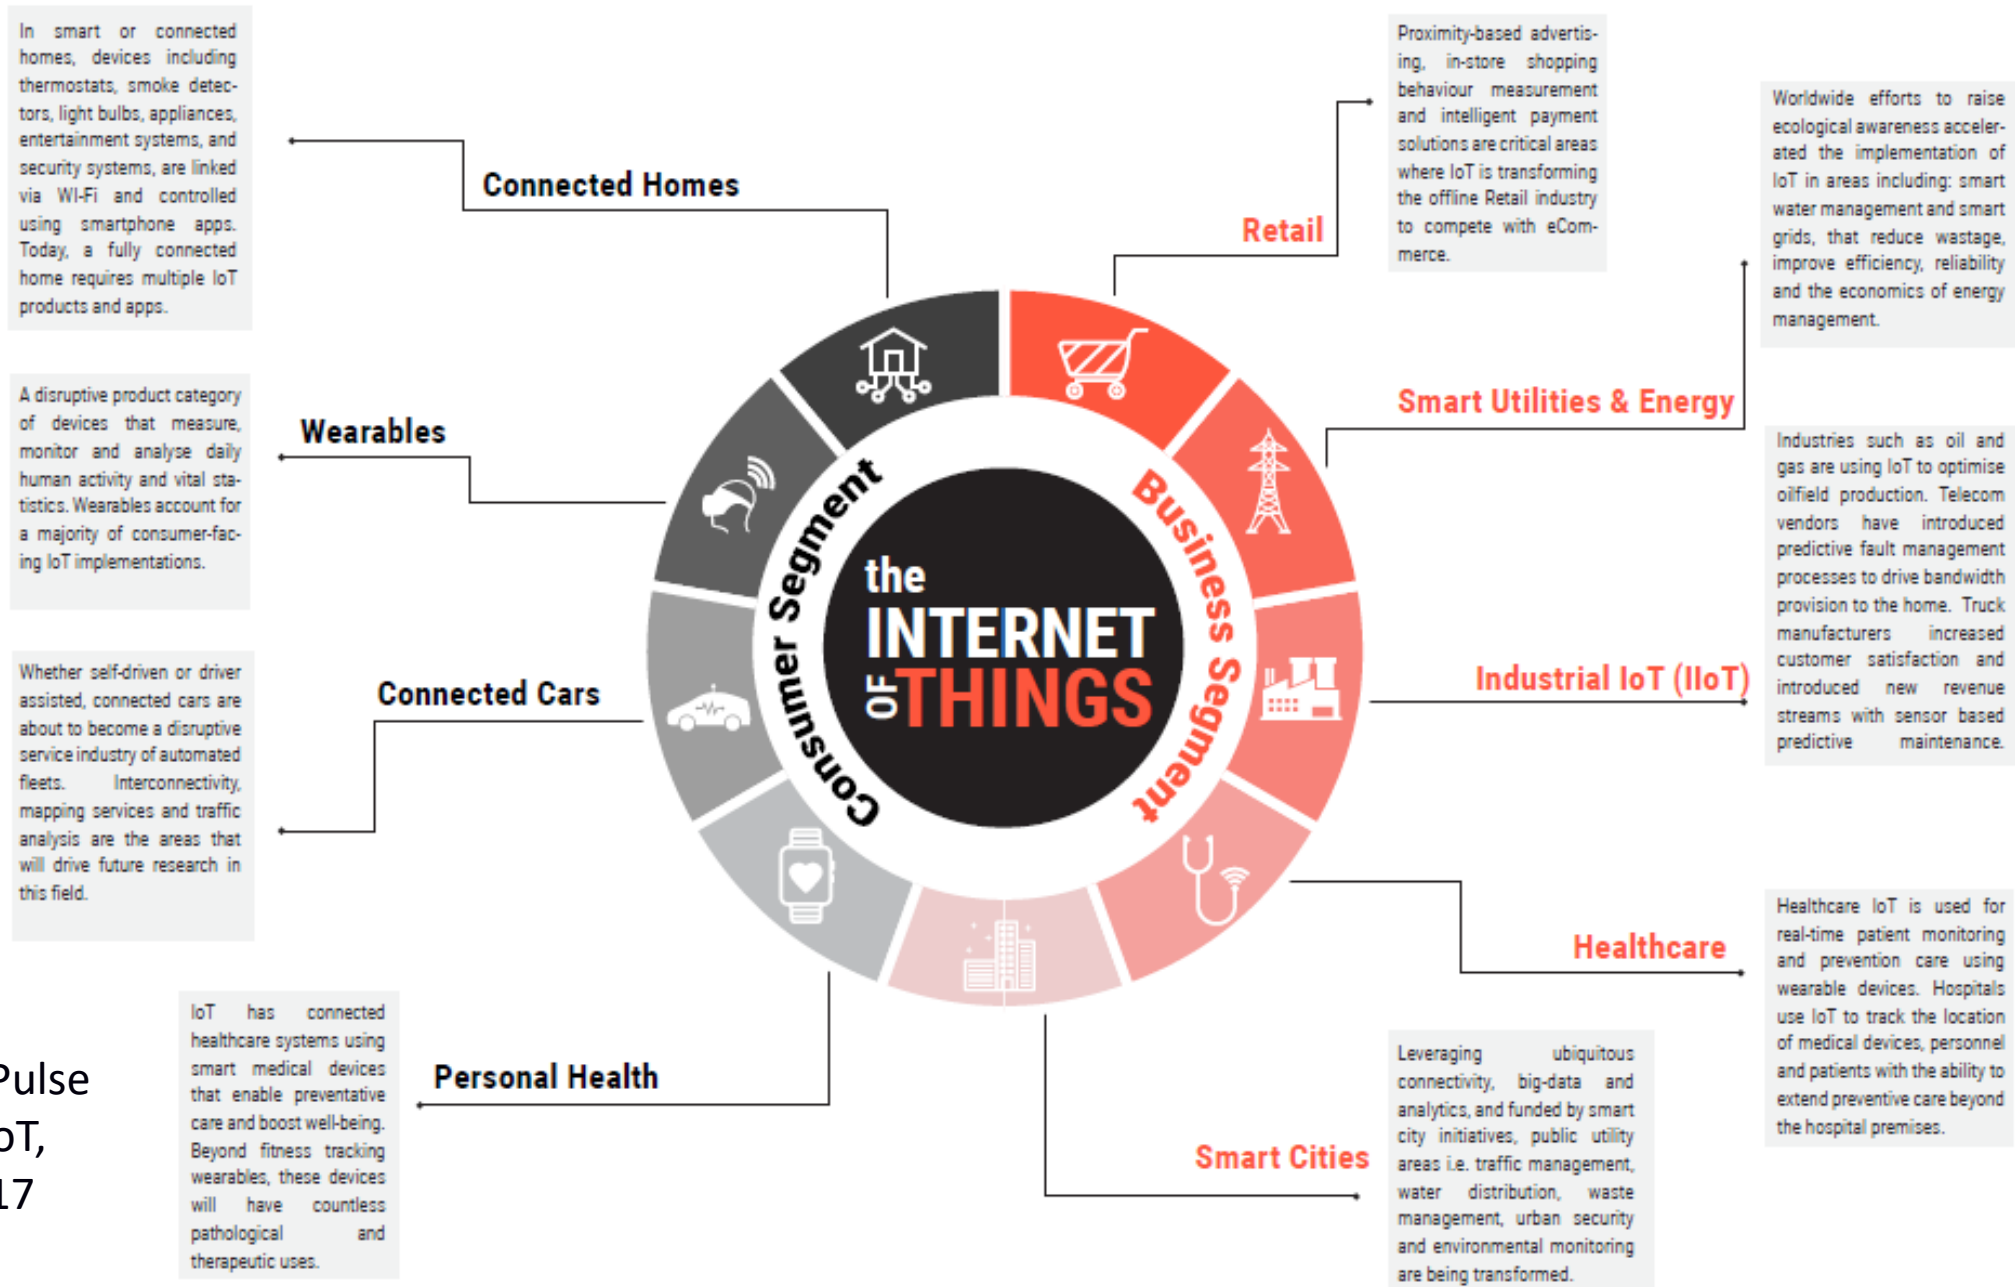 In smart or connected
homes, devices including
thermostats, smoke detec-
tors, light bulbs, appliances,
entertainment systems, and
security systems, are linked
via WI-Fi and controlled
using smartphone apps.
Today, a fully connected
home requires multiple IoT
products and apps.
Connected Homes
A disruptive product category
of devices that measure,
monitor and analyse daily
human activity and vital sta-
tistics. Wearables account for
a majority of consumer-fac-
ing IoT implementations.
Wearables
Whether self-driven or driver
assisted, connected cars are
about to become a disruptive
service industry of automated
fleets. Interconnectivity,
mapping services and traffic
analysis are the areas that
will drive future research in
this field.
Connected Cars
IoT has connected
healthcare systems using
smart medical devices
that enable preventative
care and boost well-being.
Beyond fitness tracking
wearables, these devices
will have countless
pathological and
therapeutic uses.
Personal Health
Pulse
oT,
17
Consumer Segment
the
INTERNET
OF THINGS
Business Segment
Retail
Proximity-based advertis-
ing, in-store shopping
behaviour measurement
and intelligent payment
solutions are critical areas
where IoT is transforming
the offline Retail industry
to compete with eCom-
merce.
Smart Utilities & Energy
Worldwide efforts to raise
ecological awareness acceler-
ated the implementation of
IoT in areas including: smart
water management and smart
grids, that reduce wastage,
improve efficiency, reliability
and the economics of energy
management.
Industrial IoT (IIoT)
Industries such as oil and
gas are using IoT to optimise
oilfield production. Telecom
vendors have introduced
predictive fault management
processes to drive bandwidth
provision to the home. Truck
manufacturers increased
customer satisfaction and
introduced new revenue
streams with sensor based
predictive maintenance.
Healthcare
Healthcare IoT is used for
real-time patient monitoring
and prevention care using
wearable devices. Hospitals
use IoT to track the location
of medical devices, personnel
and patients with the ability to
extend preventive care beyond
the hospital premises.
Smart Cities
Leveraging ubiquitous
connectivity, big-data and
analytics, and funded by smart
city initiatives, public utility
areas i.e. traffic management,
water distribution, waste
management, urban security
and environmental monitoring
are being transformed.